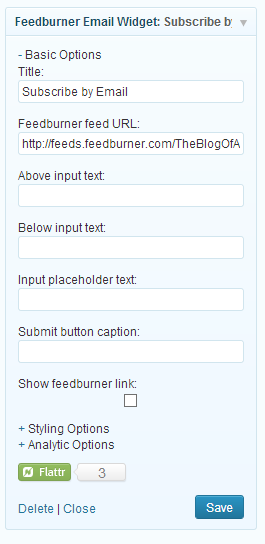 Feedburner Email Widget: Subscribe by
- Basic Options
Title:
Subscribe by Email
Feedburner feed URL:
http://feeds.feedburner.com/TheBlogOfA
Above input text:
Below input text:
Input placeholder text:
Submit button caption:
Show feedburner link:
+ Styling Options
+ Analytic Options
Flattr 3
Delete | Close Save